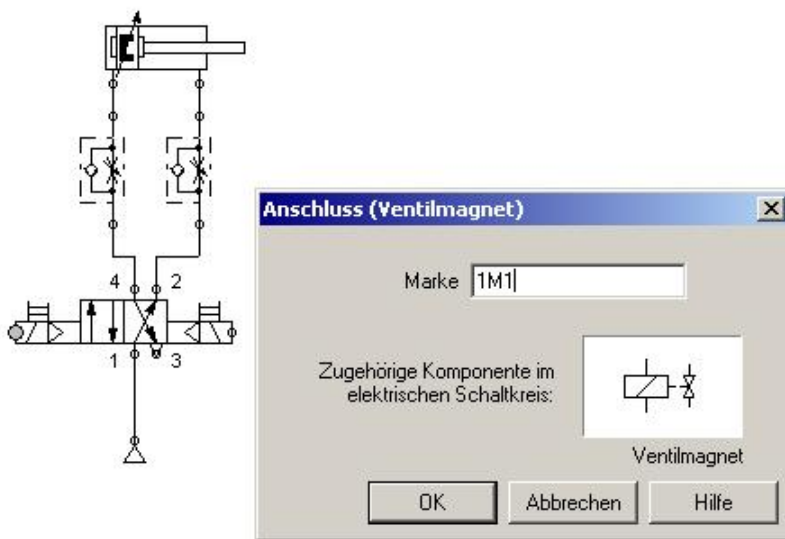 4 2
1 3
Anschluss (Ventilmagnet)
Marke 1M1
Zugehörige Komponente im
elektrischen Schaltkreis:
Ventilmagnet
OK Abbrechen Hilfe